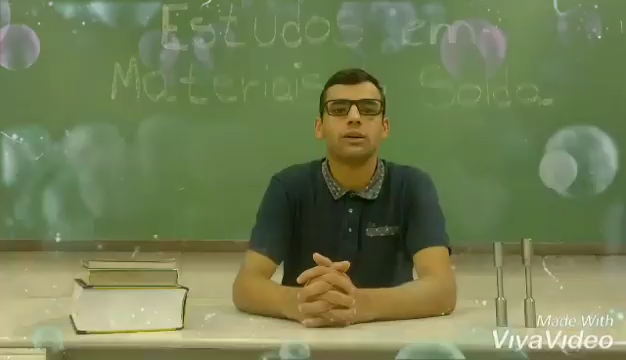 Estudos em
Materiais Solda
Made With
VivaVideo